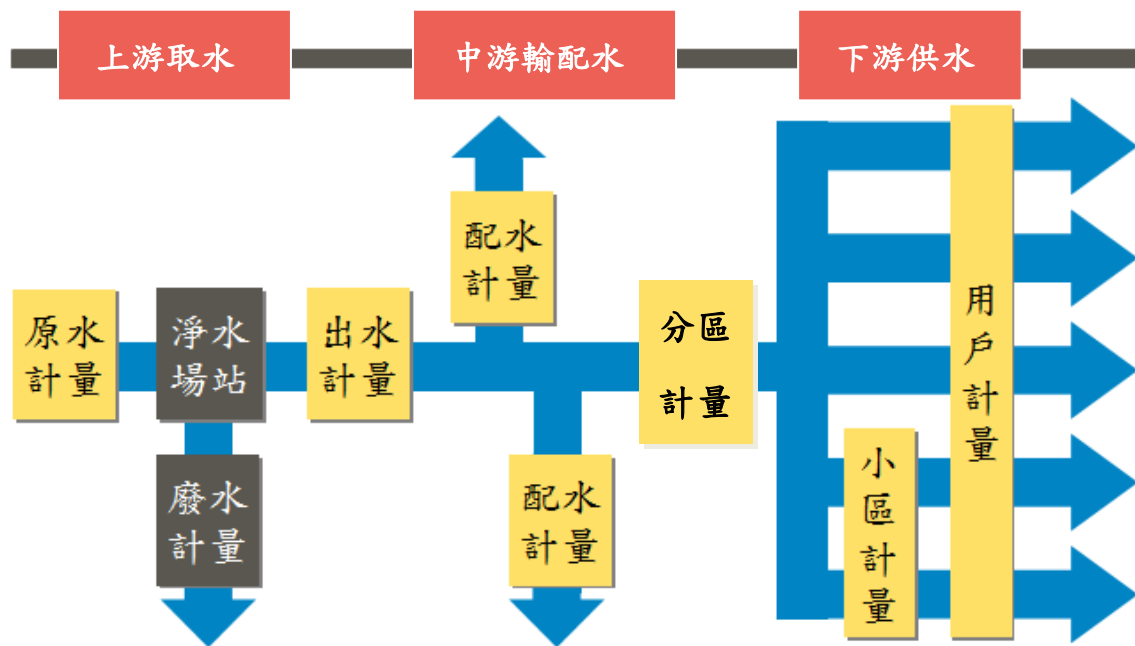 上游取水
中游輸配水
下游供水
原水
計量
淨水
場站
廢水
計量
出水
計量
配水
計量
配水
計量
分區
計量
小區計量
用戶計量